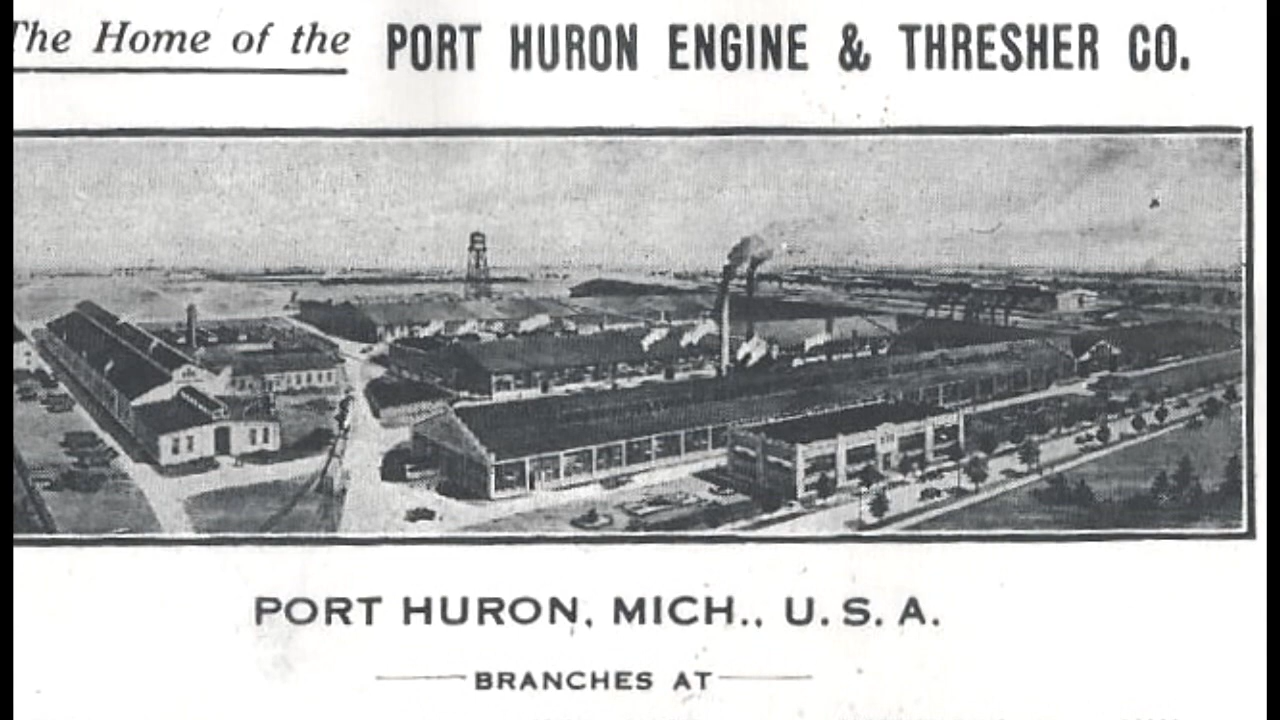 The Home of the PORT HURON ENGINE & THRESHER CO.
PORT HURON, MICH., U. S. A.
BRANCHES AT